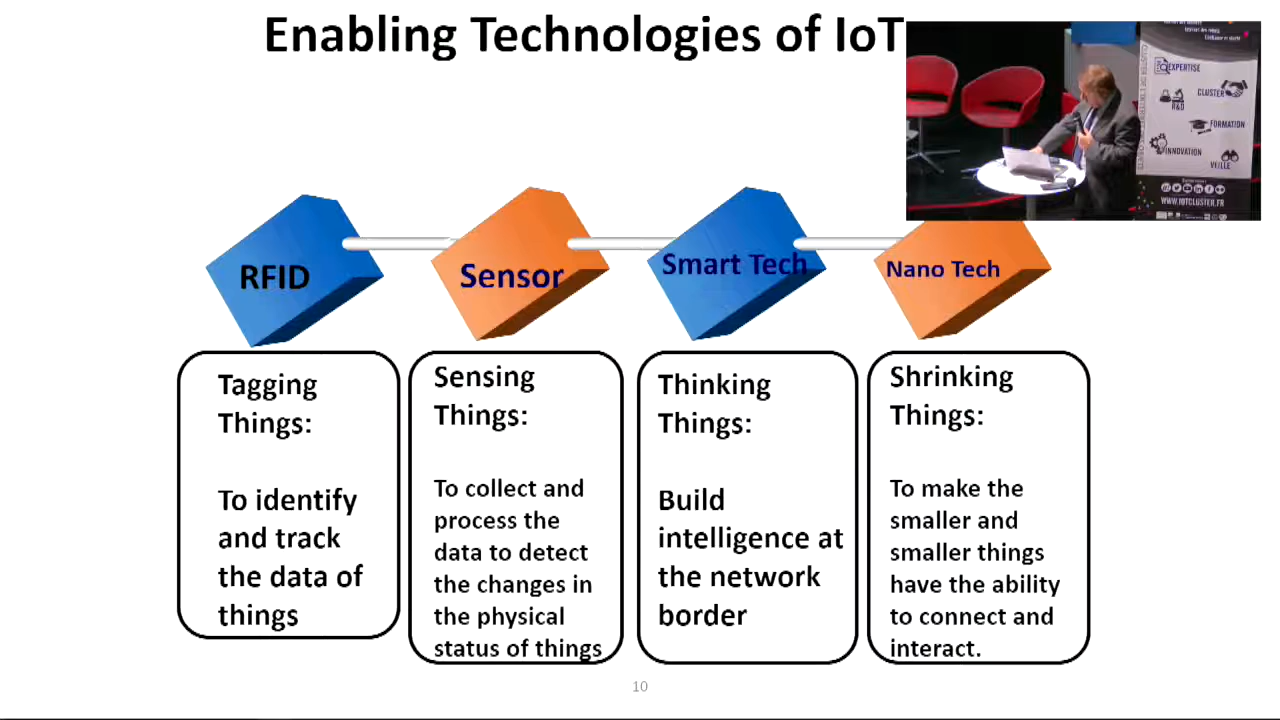 Enabling Technologies of IoT
EXPERTISE
CLUSTER
R&D
FORMATION
INNOVATION
VEILLE
WWW.IOTCLUSTER.FR
RFID
Sensor
Smart Tech
Nano Tech
Tagging
Things:
To identify
and track
the data of
things
Sensing
Things:
To collect and
process the
data to detect
the changes in
the physical
status of things
Thinking
Things:
Build
intelligence at
the network
border
Shrinking
Things:
To make the
smaller and
smaller things
have the ability
to connect and
interact.
10